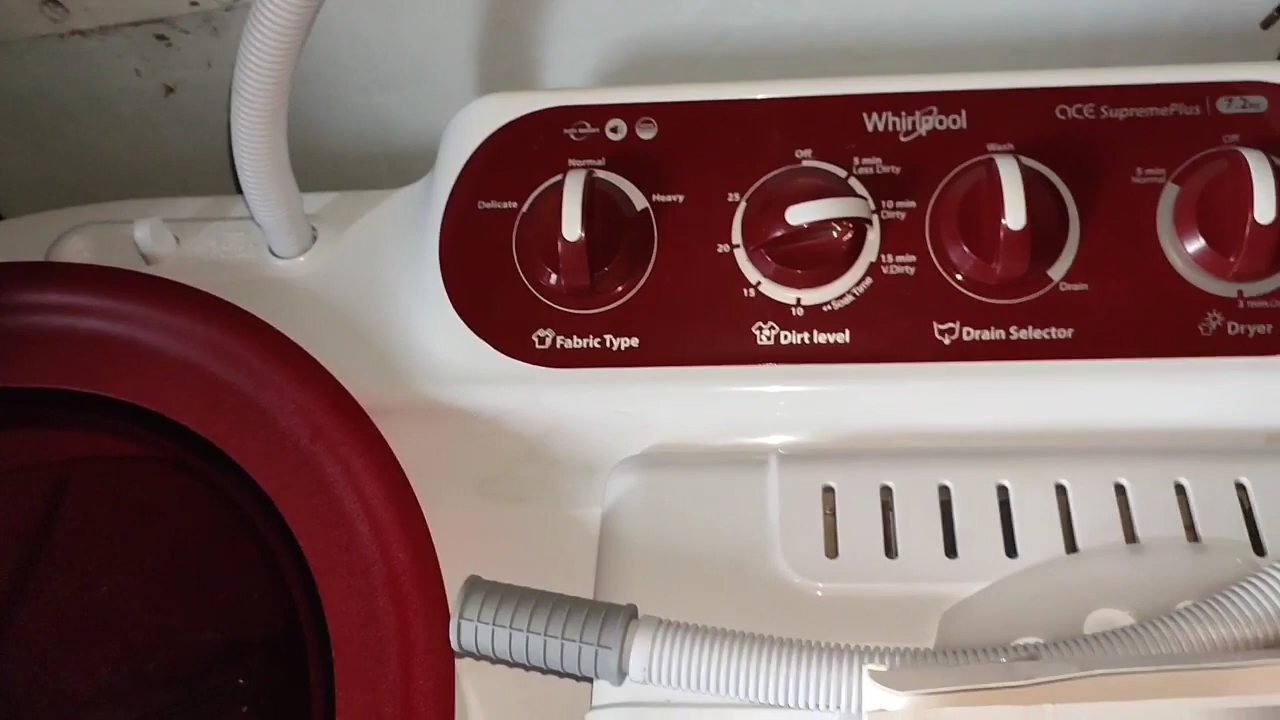 Whirlpool
ACE SupremePlus 7.2
Normal
Delicate
Heavy
Fabric Type
Off
5 min
Less Dirty
10 min
Dirty
15 min
V.Dirty
Soak Time
10
15
20
25
Dirt level
Wash
Drain
Drain Selector
Off
5 min
Normal
3 min
Dryer